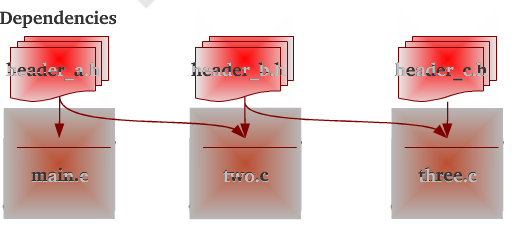 Dependencies
header_a.h header_b.h header_c.h
main.c two.c three.c